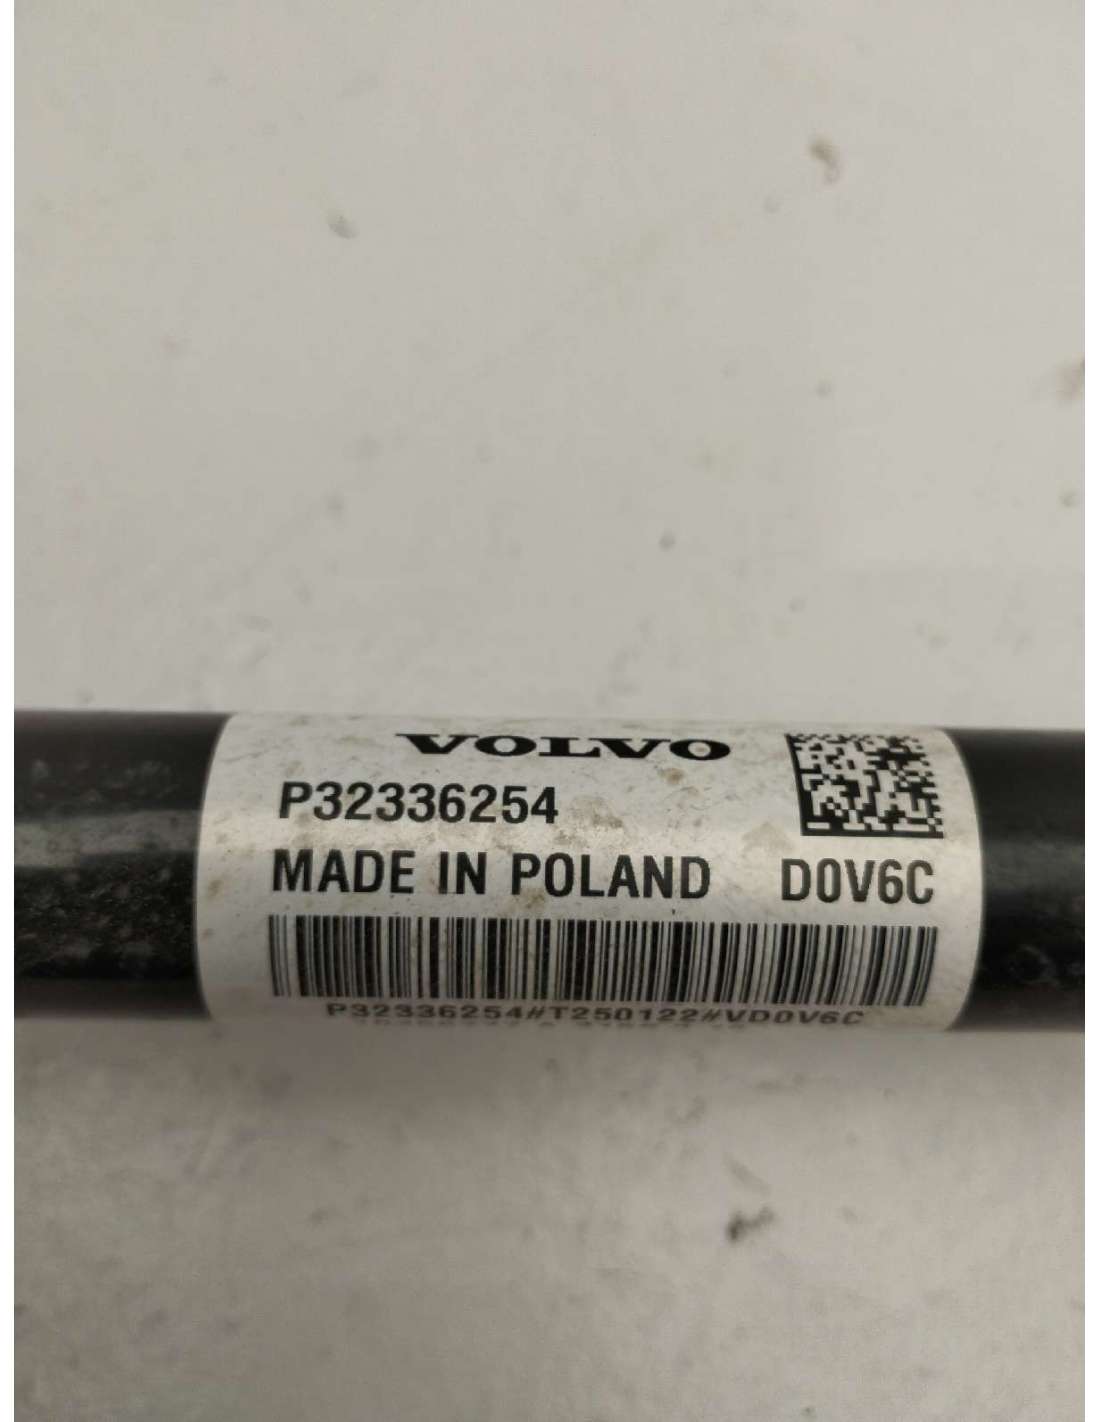 VOLVO
P32336254
MADE IN POLAND D0V6C
P32336254#T250122#VD0V6C